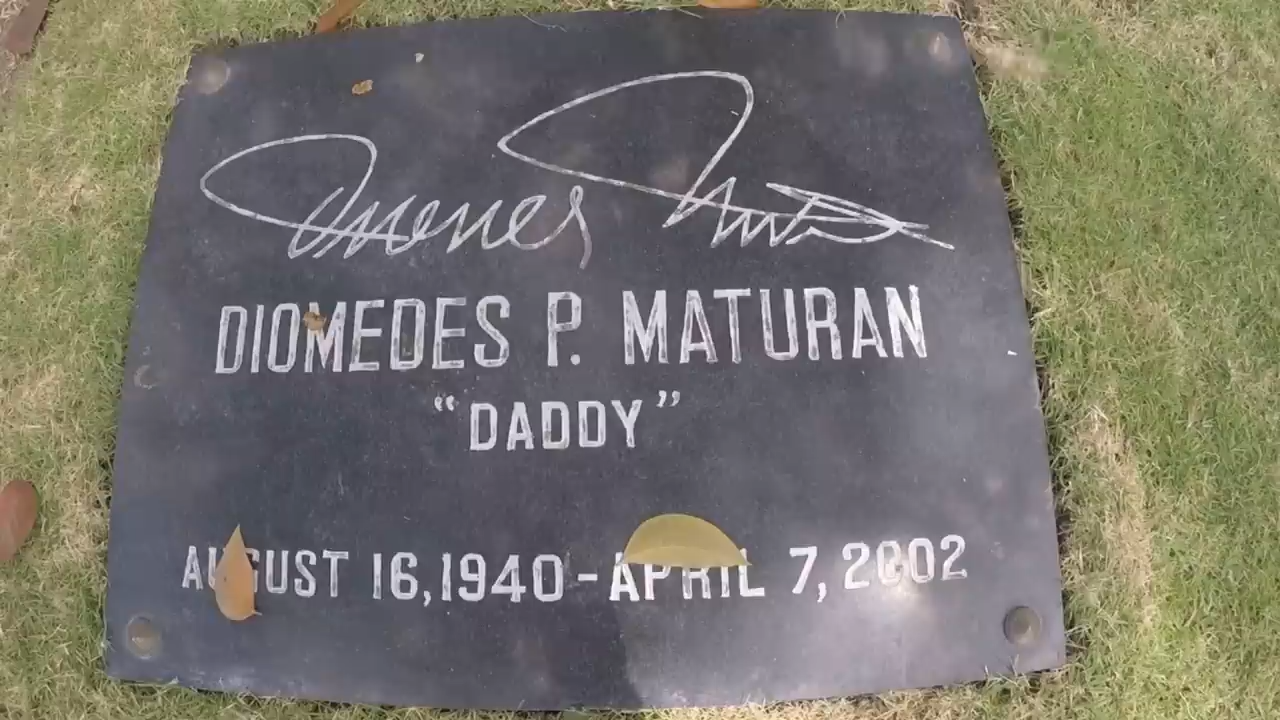 DIOMEDES P. MATURAN
“DADDY”
AUGUST 16,1940-APRIL 7,2002